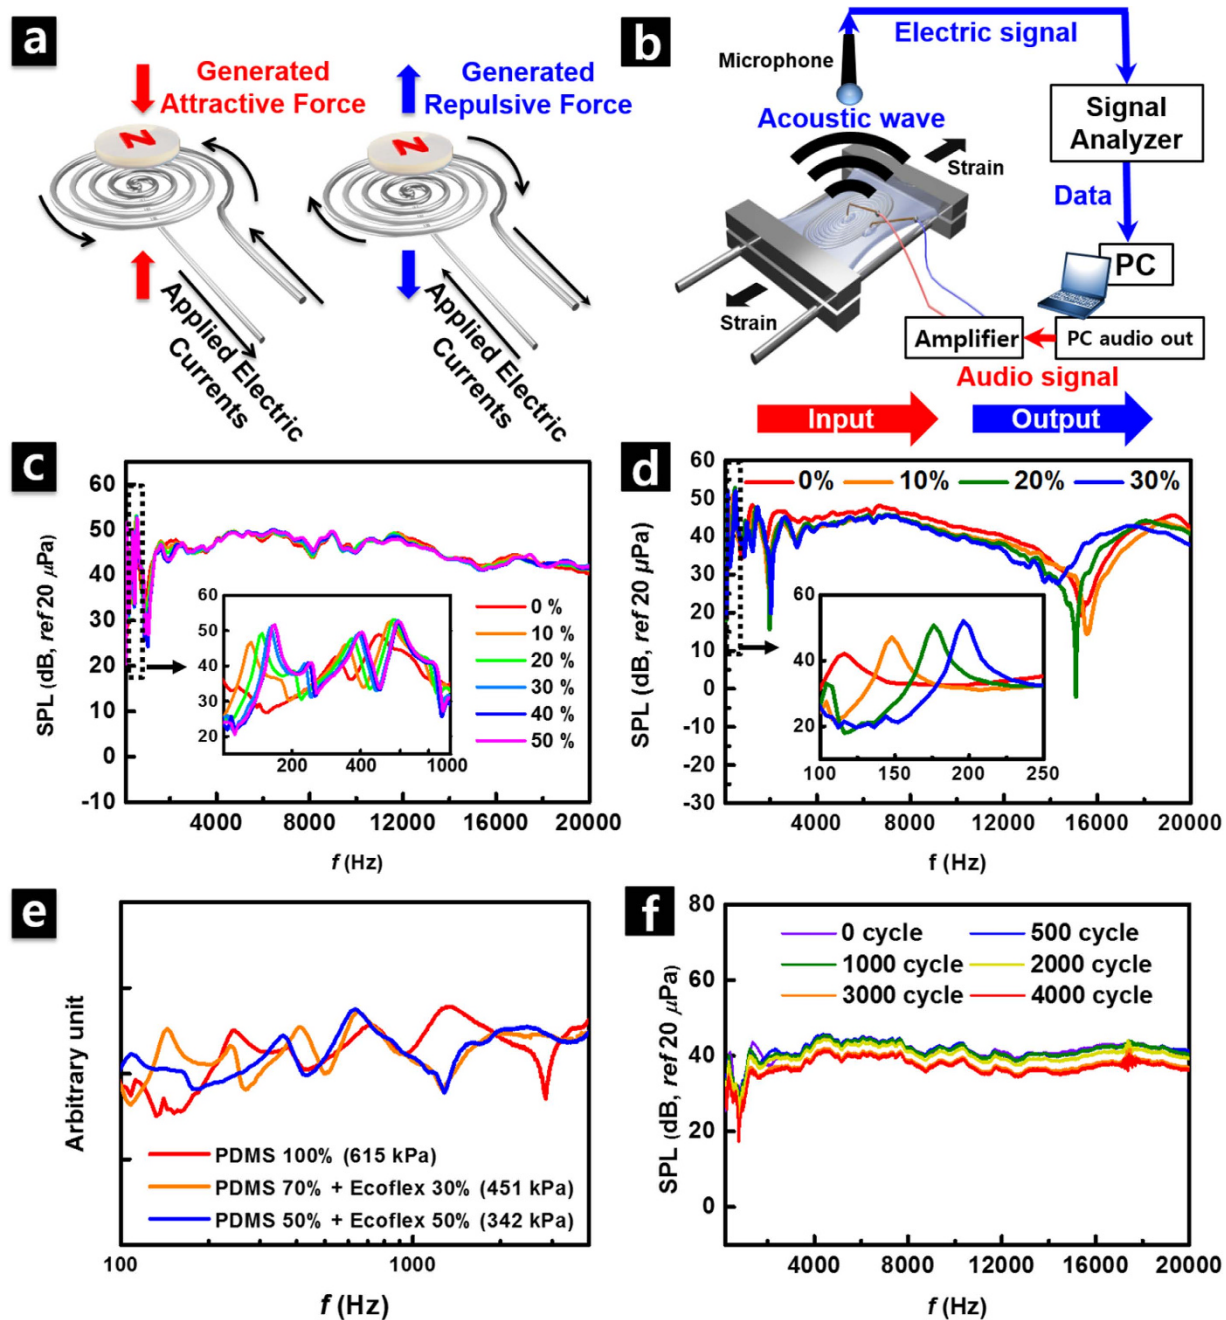 a
Generated
Attractive Force
Generated
Repulsive Force
N
N
Applied Electric
Currents
Applied Electric
Currents
b
Electric signal
Microphone
Acoustic wave
Signal
Analyzer
Strain
Data
PC
Strain
Amplifier
PC audio out
Audio signal
Input
Output
c
60
50
40
30
20
10
0
-10
SPL (dB, ref 20 µPa)
60
50
40
30
20
200
400
600
1000
0 %
10 %
20 %
30 %
40 %
50 %
4000
8000
12000
16000
20000
f (Hz)
d
0%
10%
20%
30%
60
50
40
30
20
10
0
-10
-20
-30
SPL (dB, ref 20 µPa)
60
40
20
100
150
200
250
4000
8000
12000
16000
20000
f (Hz)
e
Arbitrary unit
PDMS 100% (615 kPa)
PDMS 70% + Ecoflex 30% (451 kPa)
PDMS 50% + Ecoflex 50% (342 kPa)
100
1000
f (Hz)
f
80
60
40
20
0
SPL (dB, ref 20 µPa)
0 cycle
500 cycle
1000 cycle
2000 cycle
3000 cycle
4000 cycle
4000
8000
12000
16000
20000
f (Hz)